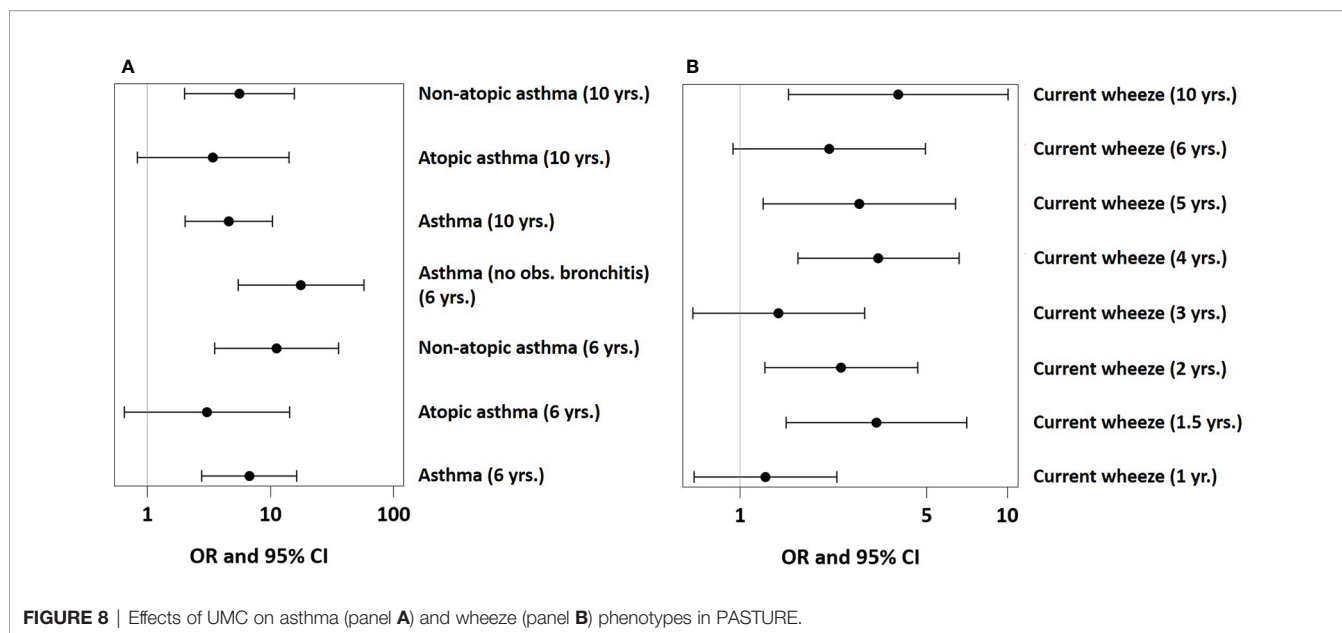 A
Non-atopic asthma (10 yrs.)
Atopic asthma (10 yrs.)
Asthma (10 yrs.)
Asthma (no obs. bronchitis)
(6 yrs.)
Non-atopic asthma (6 yrs.)
Atopic asthma (6 yrs.)
Asthma (6 yrs.)
1 10 100
OR and 95% CI
B
Current wheeze (10 yrs.)
Current wheeze (6 yrs.)
Current wheeze (5 yrs.)
Current wheeze (4 yrs.)
Current wheeze (3 yrs.)
Current wheeze (2 yrs.)
Current wheeze (1.5 yrs.)
Current wheeze (1 yr.)
1 5 10
OR and 95% CI
FIGURE 8 | Effects of UMC on asthma (panel A) and wheeze (panel B) phenotypes in PASTURE.